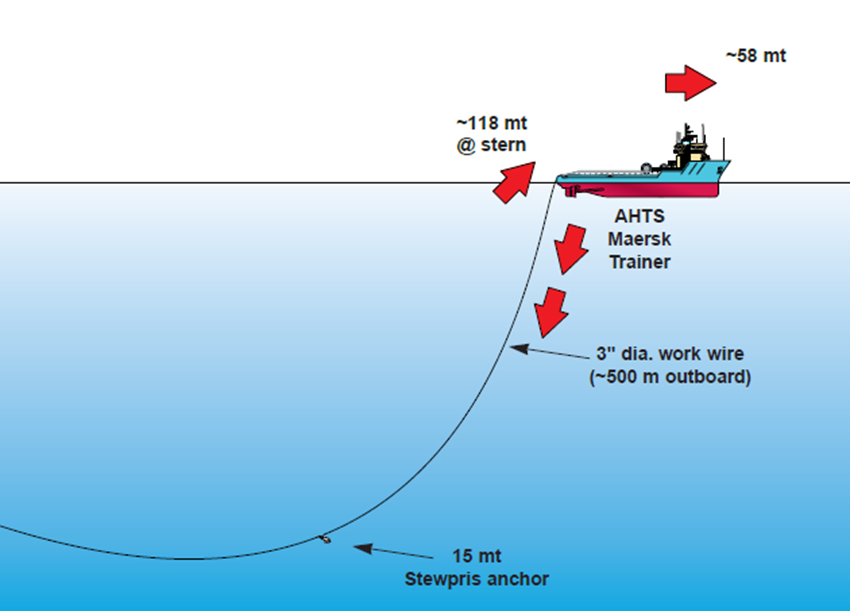 ~58 mt
~118 mt
@ stern
AHTS
Maersk
Trainer
3" dia. work wire
(~500 m outboard)
15 mt
Stewpris anchor